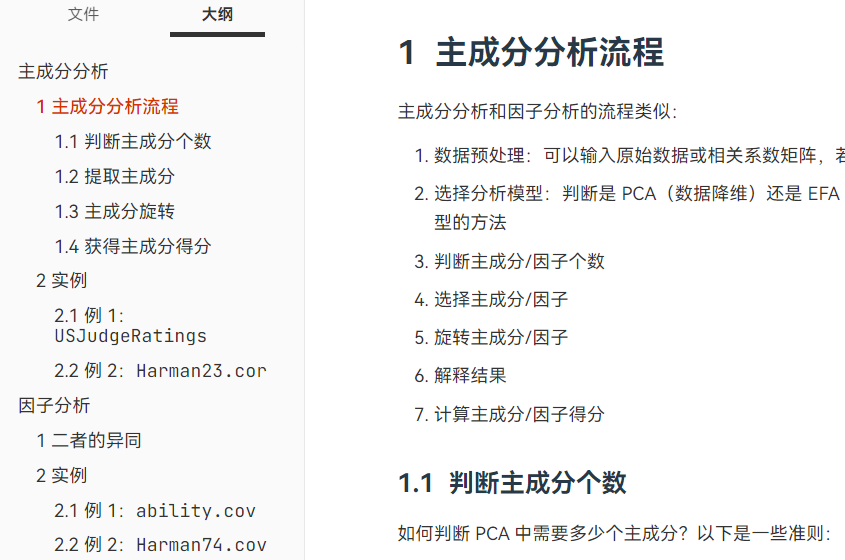 文件 大纲
主成分分析
1 主成分分析流程
1.1 判断主成分个数
1.2 提取主成分
1.3 主成分旋转
1.4 获得主成分得分
2 实例
2.1 例 1：
USJudgeRatings
2.2 例 2：Harman23.cor
因子分析
1 二者的异同
2 实例
2.1 例 1：ability.cov
2.2 例 2：Harman74.cov
1 主成分分析流程
主成分分析和因子分析的流程类似：
1. 数据预处理：可以输入原始数据或相关系数矩阵，若
2. 选择分析模型：判断是 PCA（数据降维）还是 EFA
型的方法
3. 判断主成分/因子个数
4. 选择主成分/因子
5. 旋转主成分/因子
6. 解释结果
7. 计算主成分/因子得分
1.1 判断主成分个数
如何判断 PCA 中需要多少个主成分？以下是一些准则：